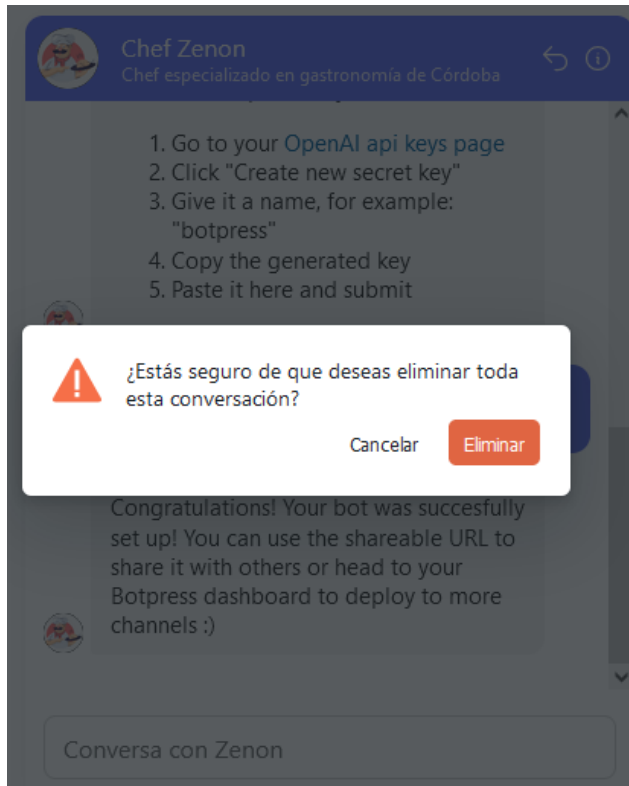 Chef Zenon
Chef especializado en gastronomía de Córdoba
1. Go to your OpenAI api keys page
2. Click "Create new secret key"
3. Give it a name, for example:
"botpress"
4. Copy the generated key
5. Paste it here and submit
¿Estás seguro de que deseas eliminar toda
esta conversación?
Cancelar
Eliminar
Congratulations! Your bot was succesfully
set up! You can use the shareable URL to
share it with others or head to your
Botpress dashboard to deploy to more
channels :)
Conversa con Zenon